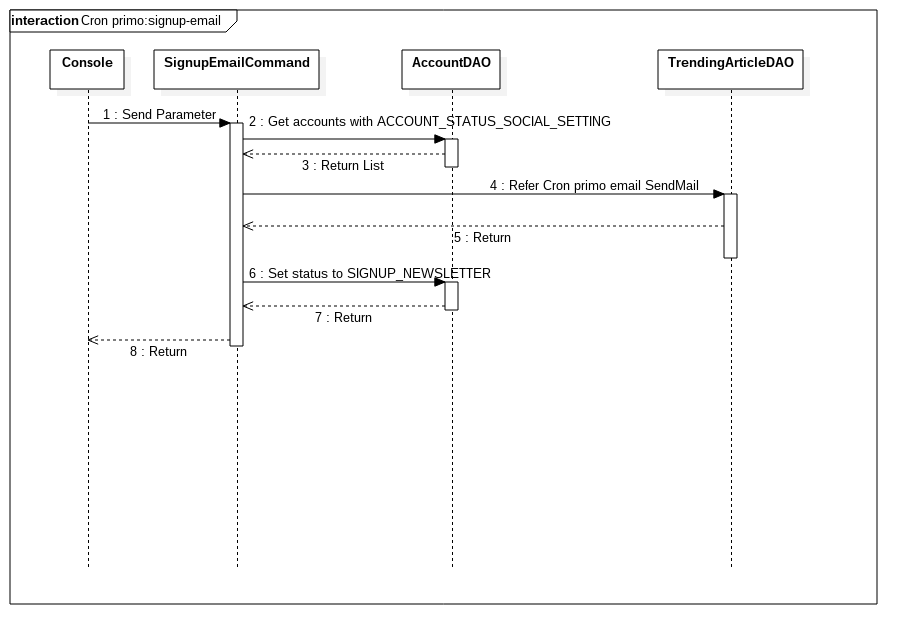 interaction Cron primo:signup-email
Console
SignupEmailCommand
AccountDAO
TrendingArticleDAO
1 : Send Parameter
2 : Get accounts with ACCOUNT_STATUS_SOCIAL_SETTING
3 : Return List
4 : Refer Cron primo email SendMail
5 : Return
6 : Set status to SIGNUP_NEWSLETTER
7 : Return
8 : Return